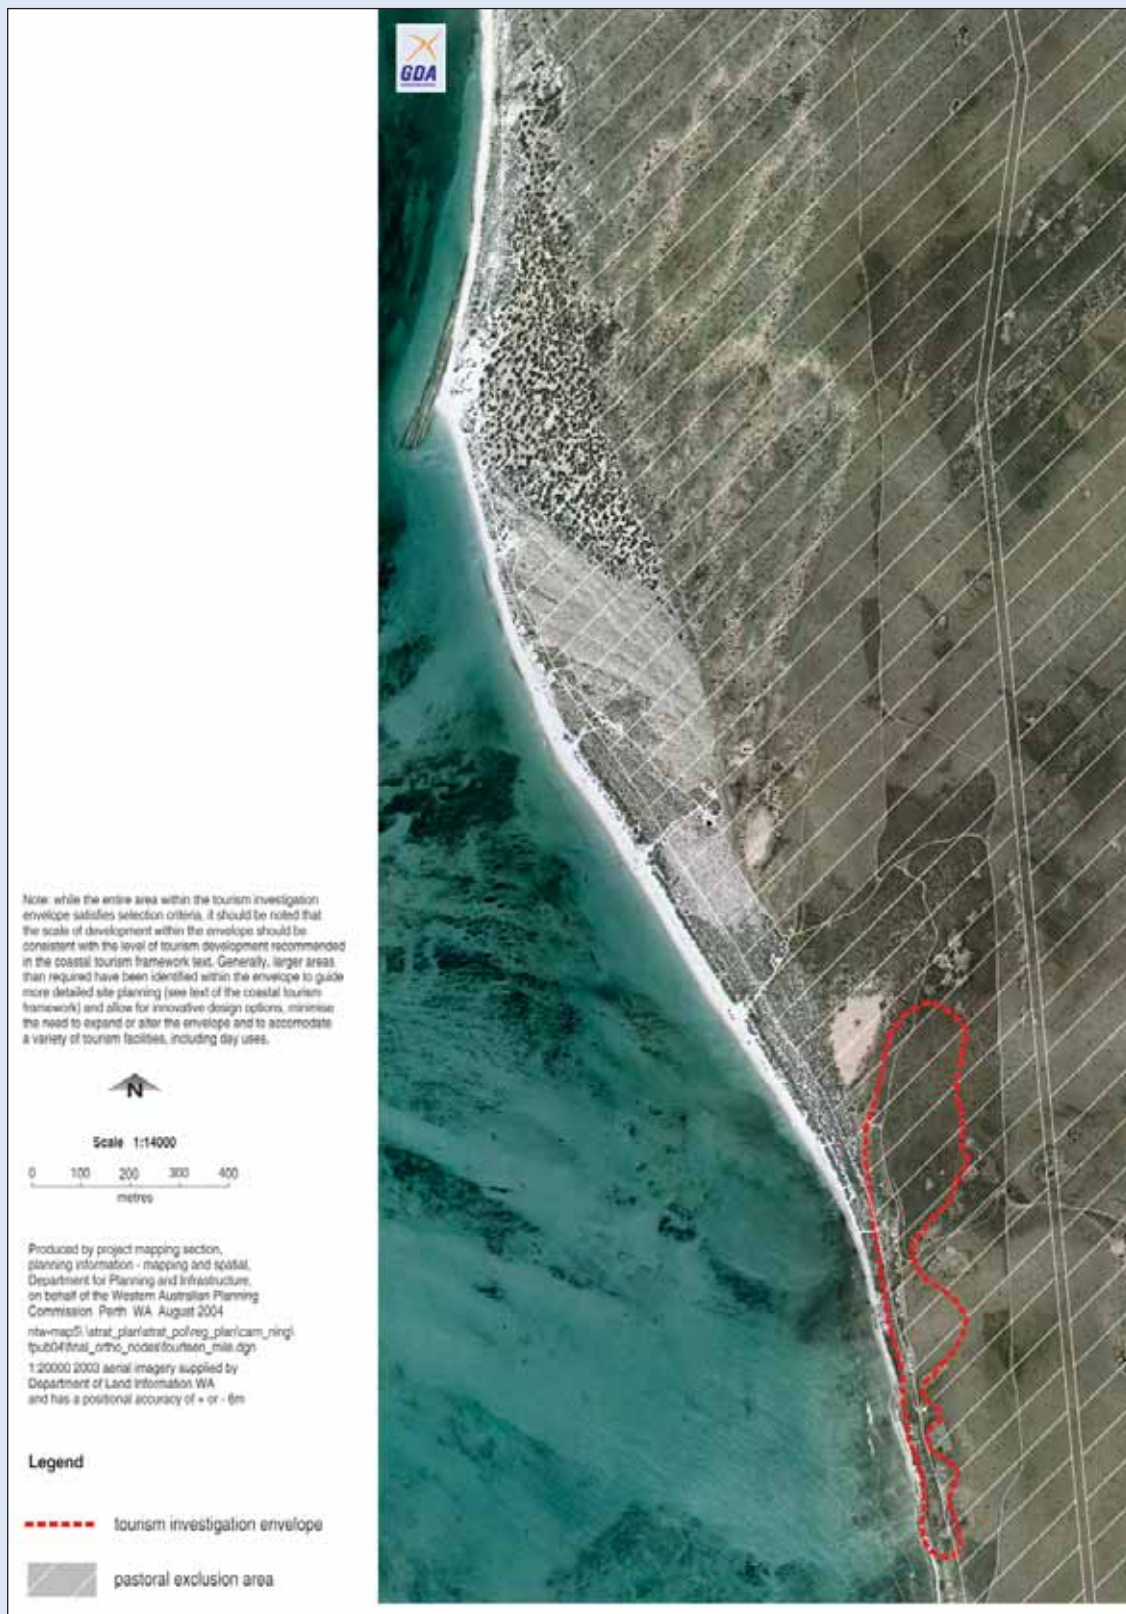 GDA
Note: while the entire area within the tourism investigation
envelope satisfies selection criteria, it should be noted that
the scale of development within the envelope should be
consistent with the level of tourism development recommended
in the coastal tourism framework text. Generally, larger areas
than required have been identified within the envelope to guide
more detailed site planning (see text of the coastal tourism
framework) and allow for innovative design options, minimise
the need to expand or alter the envelope and to accomodate
a variety of tourism facilities, including day uses.
N
Scale 1:14000
0 100 200 300 400
metres
Produced by project mapping section,
planning information - mapping and spatial,
Department for Planning and Infrastructure,
on behalf of the Western Australian Planning
Commission Perth WA August 2004
1:20000 2003 aerial imagery supplied by
Department of Land Information WA
and has a positional accuracy of + or - 6m
Legend
tourism investigation envelope
pastoral exclusion area